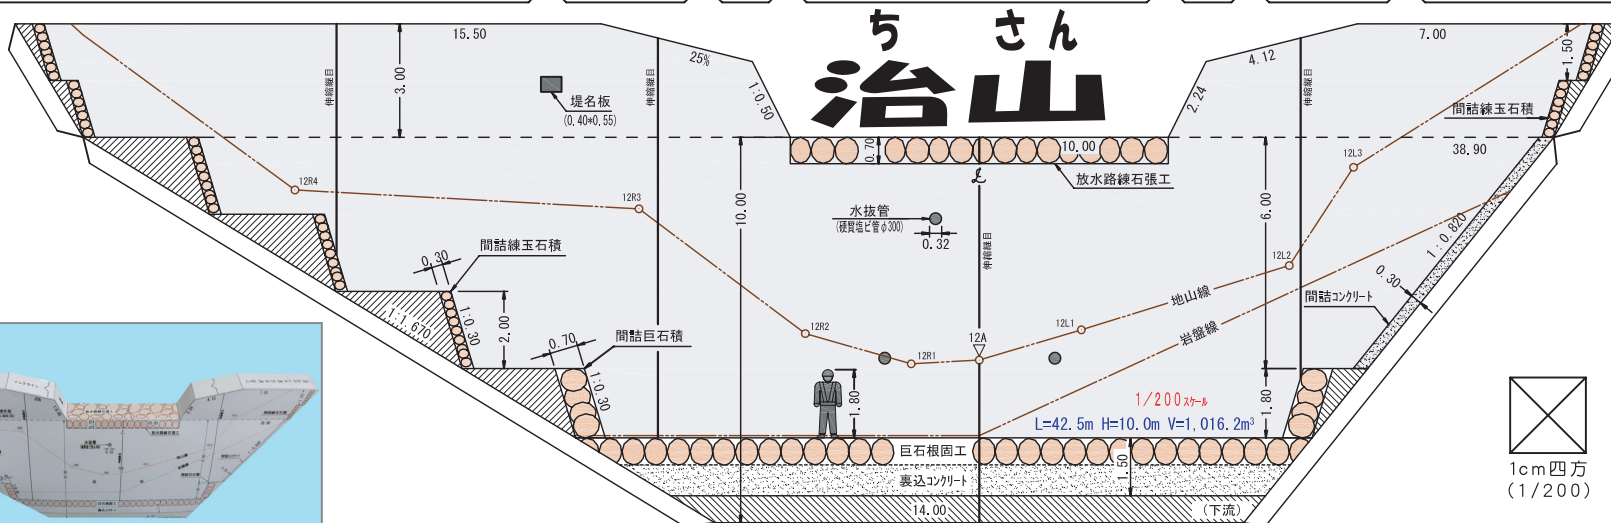 ち さ ん
治山
15.50
25%
3.00
伸縮継目
伸縮継目
1:0.50
堤名板
(0.40*0.55)
4.12
2.24
7.00
1.50
伸縮継目
間詰練玉石積
0.70
10.00
放水路練石張工
38.90
12R4
12R3
12L3
10.00
水抜管
(硬質塩ビ管φ300)
0.32
伸縮継目
6.00
1:0.820
間詰練玉石積
0.30
12L2
0.30
間詰コンクリート
地山線
岩盤線
1:1.670
1:0.30
2.00
12R2
12R1
12A
12L1
0.70
間詰巨石積
1:0.30
1.80
1/200スケール
L=42.5m H=10.0m V=1,016.2m³
1.80
巨石根固工
裏込コンクリート
1.50
14.00
(下流)
1cm四方
(1/200)